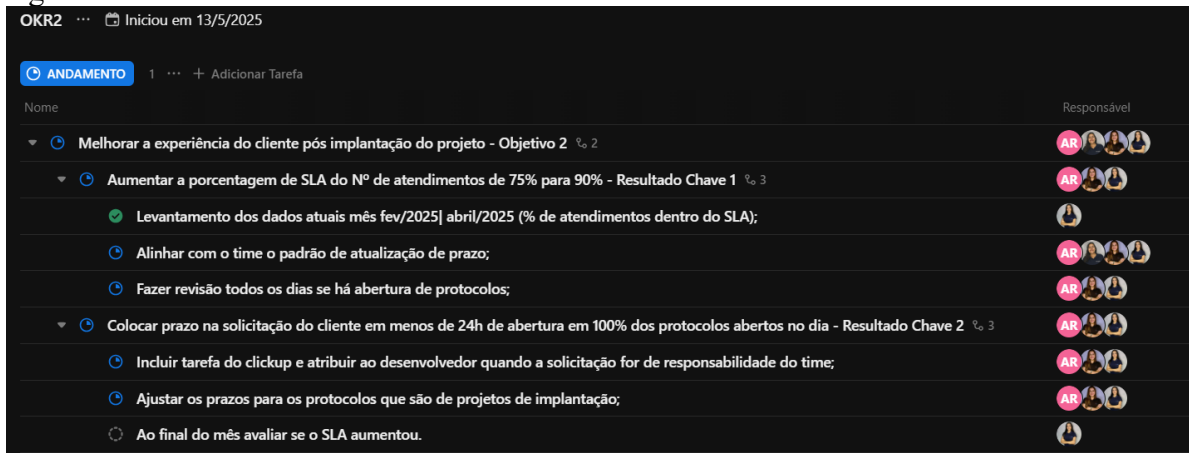 OKR2 ... Iniciou em 13/5/2025
ANDAMENTO 1 ... + Adicionar Tarefa
Nome Responsável
Melhorar a experiência do cliente pós implantação do projeto - Objetivo 2 2 AR
Aumentar a porcentagem de SLA do Nº de atendimentos de 75% para 90% - Resultado Chave 1 3 AR
Levantamento dos dados atuais mês fev/2025| abril/2025 (% de atendimentos dentro do SLA);
Alinhar com o time o padrão de atualização de prazo; AR
Fazer revisão todos os dias se há abertura de protocolos; AR
Colocar prazo na solicitação do cliente em menos de 24h de abertura em 100% dos protocolos abertos no dia - Resultado Chave 2 3 AR
Incluir tarefa do clickup e atribuir ao desenvolvedor quando a solicitação for de responsabilidade do time; AR
Ajustar os prazos para os protocolos que são de projetos de implantação; AR
Ao final do mês avaliar se o SLA aumentou.